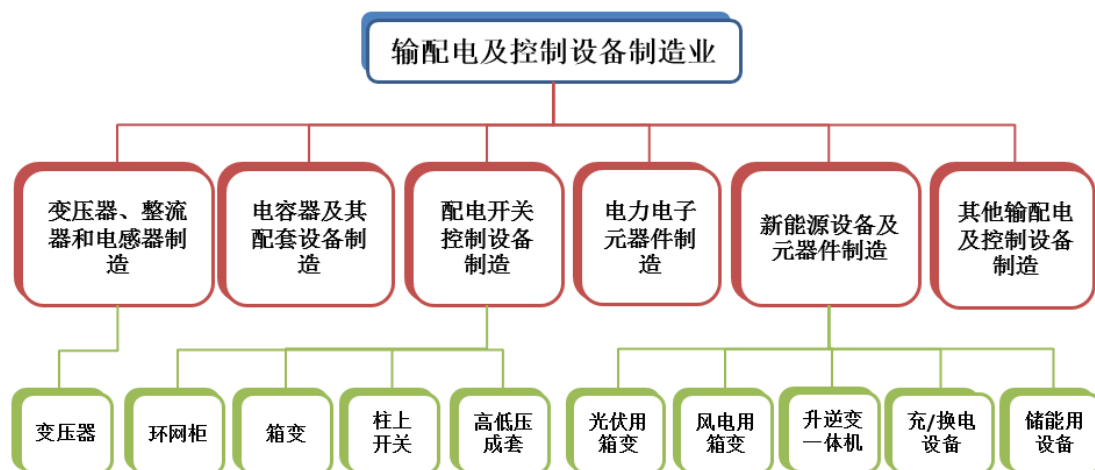 输配电及控制设备制造业
变压器、整流
器和电感器制
造
电容器及其
配套设备制
造
配电开关
控制设备
制造
电力电子
元器件制
造
新能源设备及
元器件制造
其他输配电
及控制设备
制造
变压器
环网柜
箱变
柱上
开关
高低压
成套
光伏用
箱变
风电用
箱变
升逆变
一体机
充/换电
设备
储能用
设备